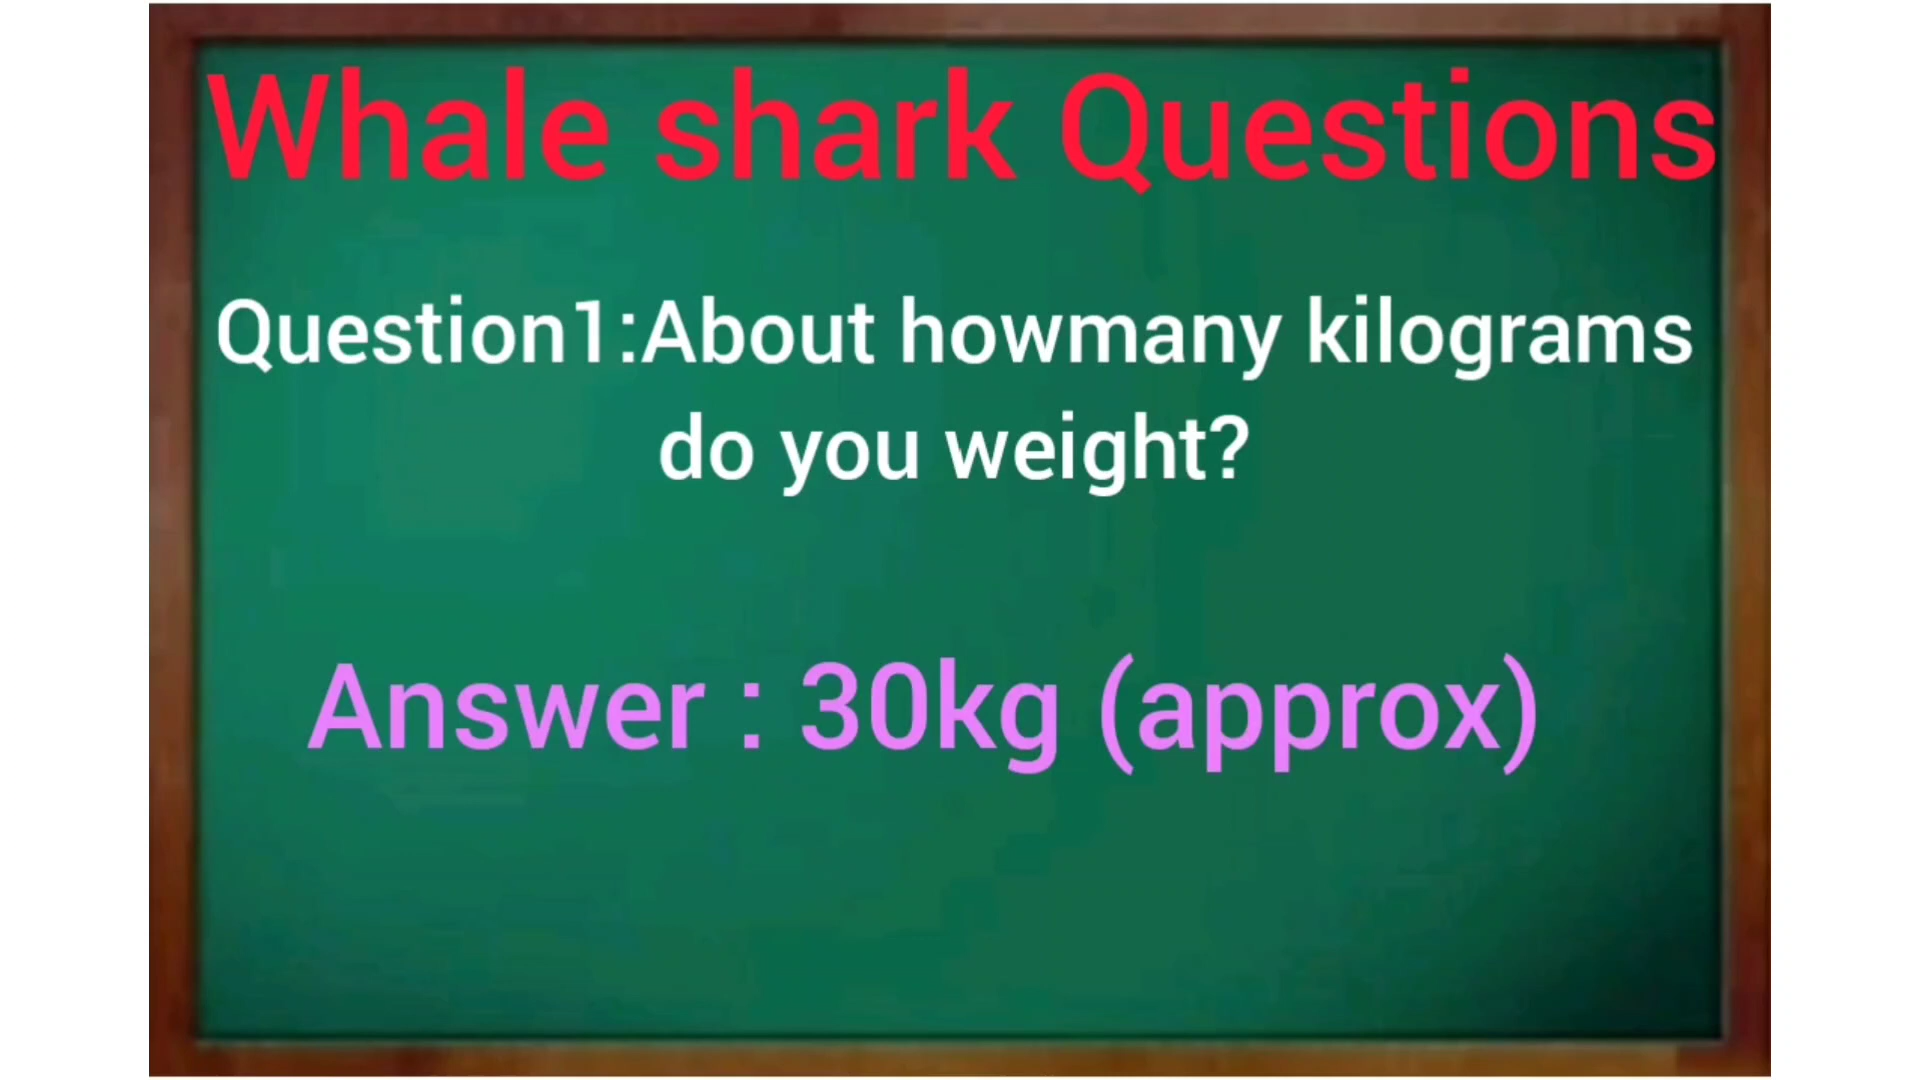 Whale shark Questions
Question1:About howmany kilograms
do you weight?
Answer : 30kg (approx)